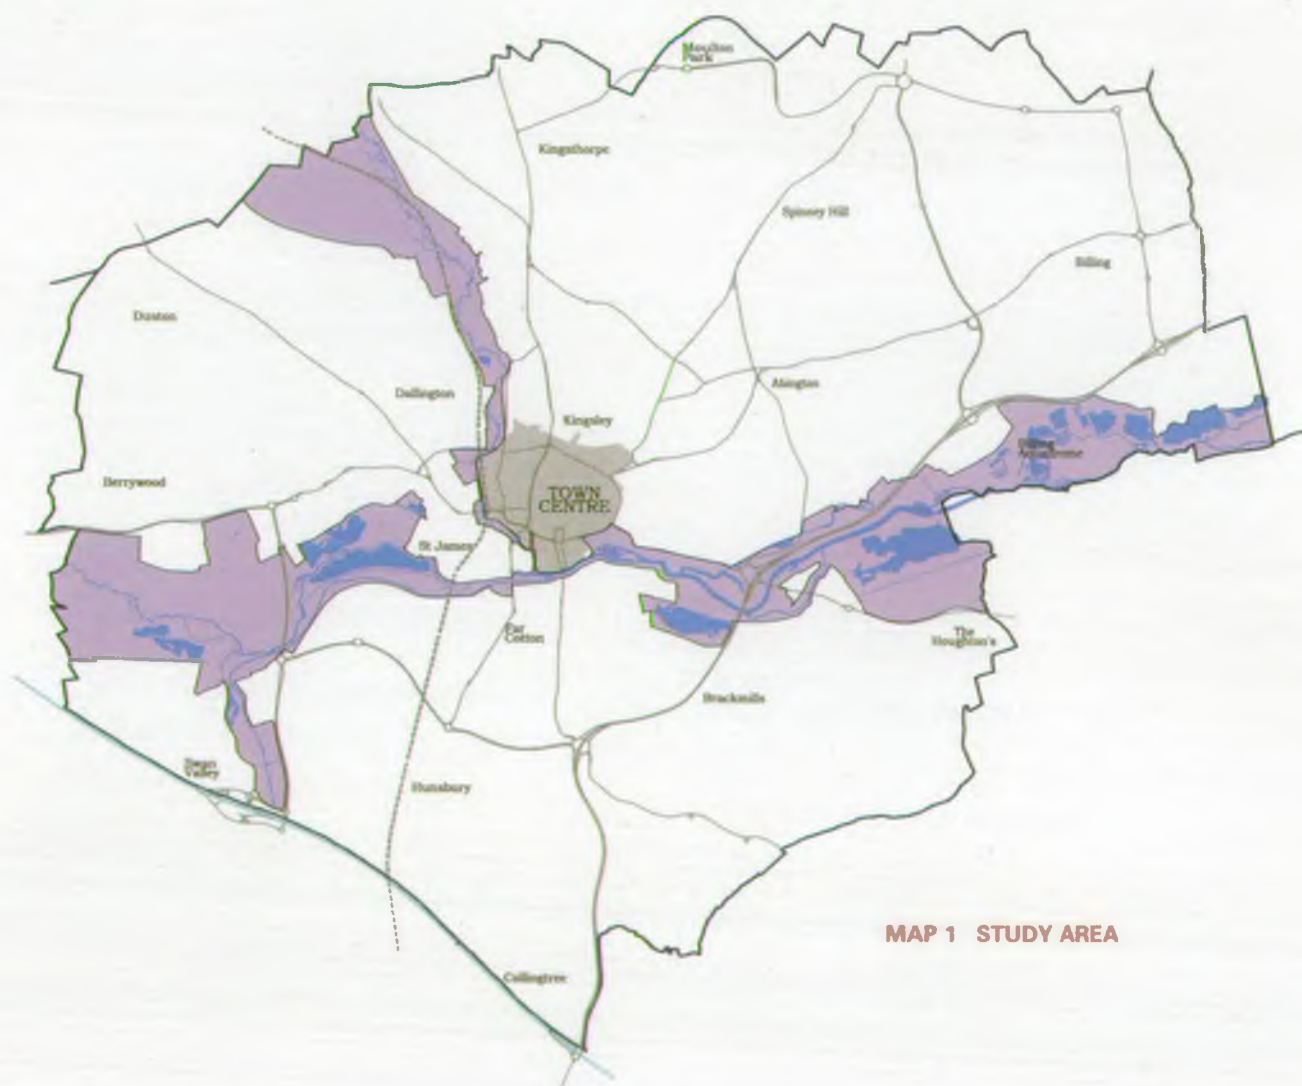 Moulton
Park
Kingsthorpe
Spinney Hill
Billing
Duston
Dallington
Abington
Kingsley
Billing
Aquadrome
Berrywood
TOWN
CENTRE
St James
Far
Cotton
The
Houghton's
Brackmills
Swan
Valley
Hunsbury
MAP 1 STUDY AREA
Collingtree